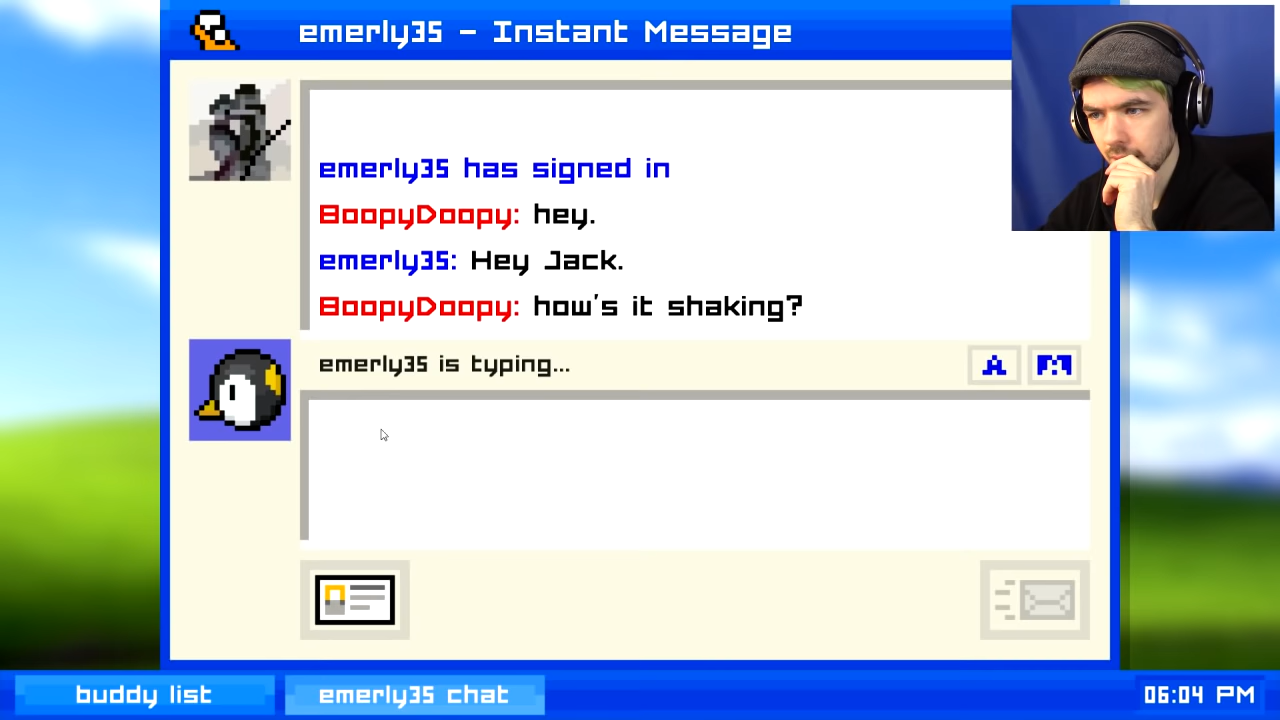 emerly35 - Instant Message
emerly35 has signed in
BoopyDoopy: hey.
emerly35: Hey Jack.
BoopyDoopy: how's it shaking?
emerly35 is typing...
A
buddy list
emerly35 chat
06:04 PM